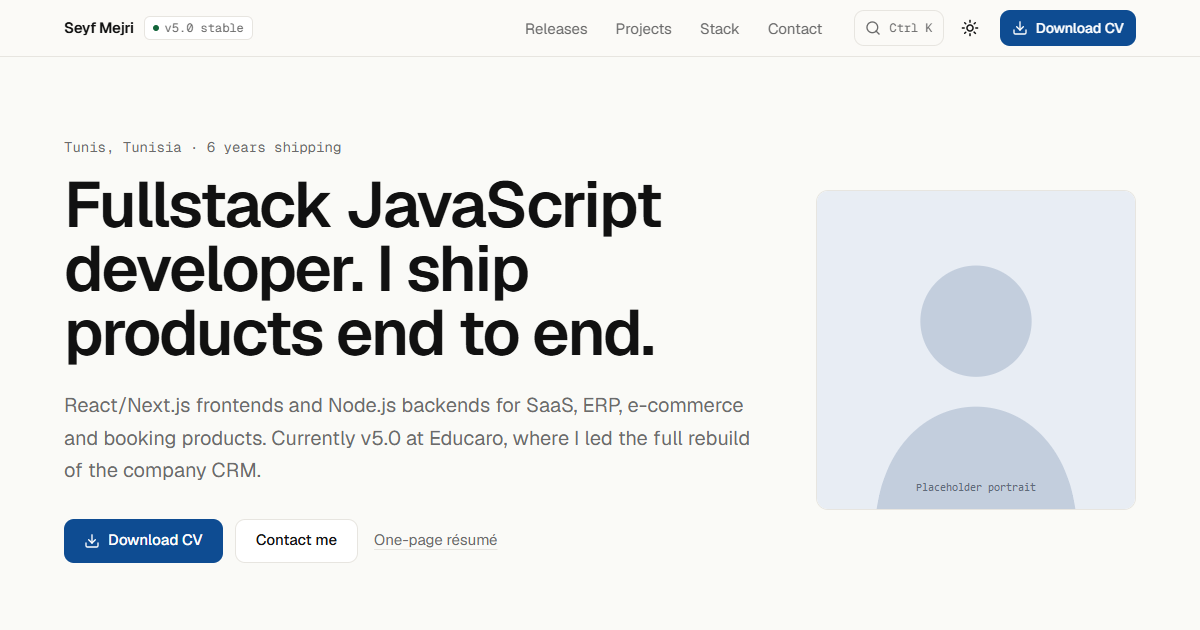 Seyf Mejri
v5.0 stable
Releases
Projects
Stack
Contact
Ctrl K
Download CV
Tunis, Tunisia · 6 years shipping
Fullstack JavaScript
developer. I ship
products end to end.
React/Next.js frontends and Node.js backends for SaaS, ERP, e-commerce
and booking products. Currently v5.0 at Educaro, where I led the full rebuild
of the company CRM.
Download CV
Contact me
One-page résumé
Placeholder portrait